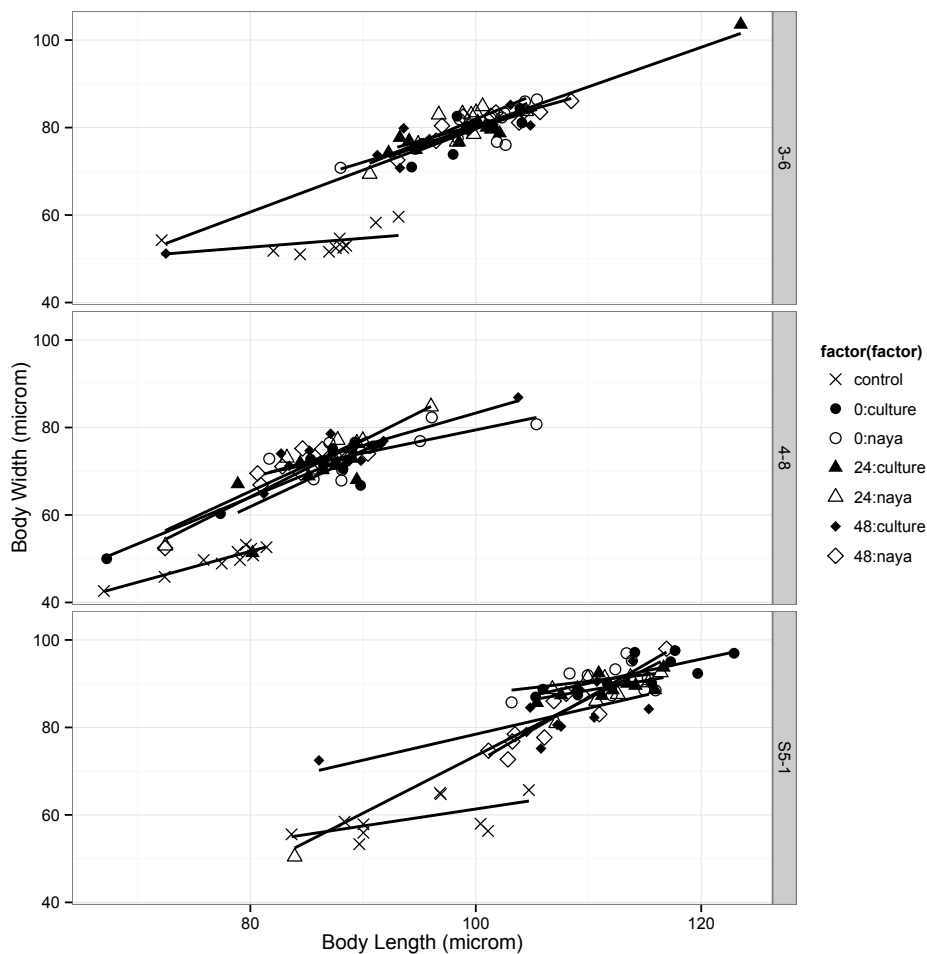 100
80
60
40
3-6
100
80
60
40
4-8
100
80
60
40
S5-1
80
100
120
Body Length (microm)
Body Width (microm)
factor(factor)
control
0:culture
0:naya
24:culture
24:naya
48:culture
48:naya